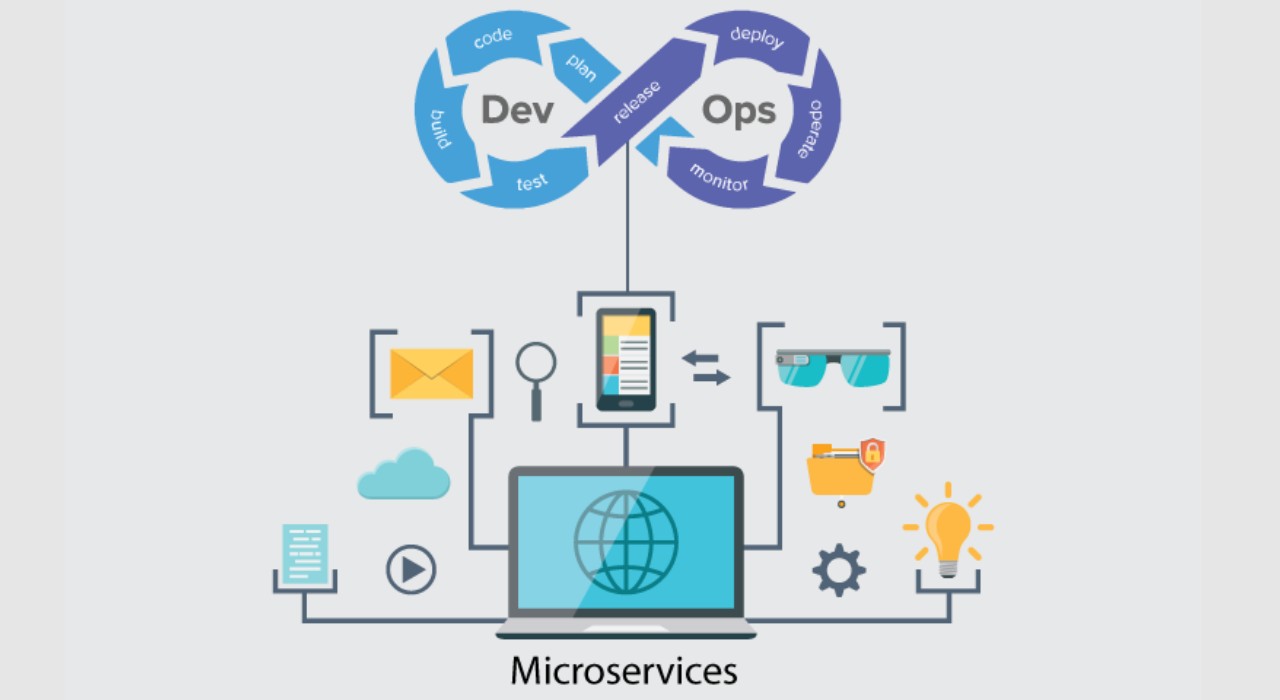 code
plan
build
Dev
test
release
deploy
Ops
operate
monitor
Microservices